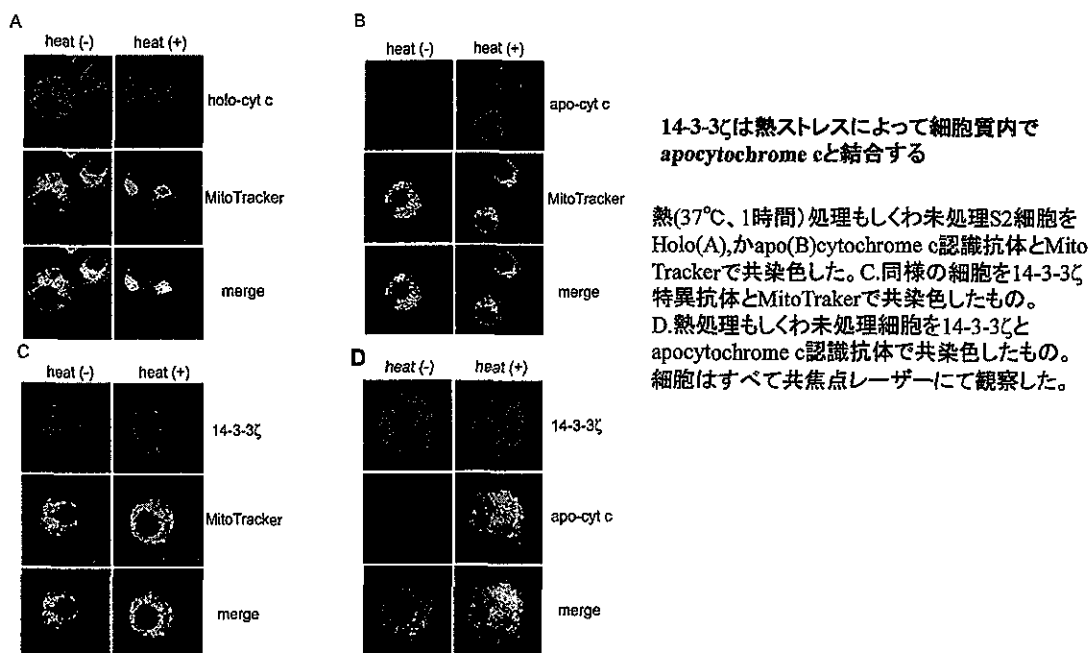 A
heat (-) heat (+)
holo-cyt c
MitoTracker
merge
B
heat (-) heat (+)
apo-cyt c
MitoTracker
merge
C
heat (-) heat (+)
14-3-3ζ
MitoTracker
merge
D
heat (-) heat (+)
14-3-3ζ
apo-cyt c
merge
14-3-3ζは熱ストレスによって細胞質内で
apocytochrome cと結合する
熱(37℃、1時間)処理もしくわ未処理S2細胞を
Holo(A),かapo(B)cytochrome c認識抗体とMito
Trackerで共染色した。C.同様の細胞を14-3-3ζ
特異抗体とMitoTrakerで共染色したもの。
D.熱処理もしくわ未処理細胞を14-3-3ζと
apocytochrome c認識抗体で共染色したもの。
細胞はすべて共焦点レーザーにて観察した。